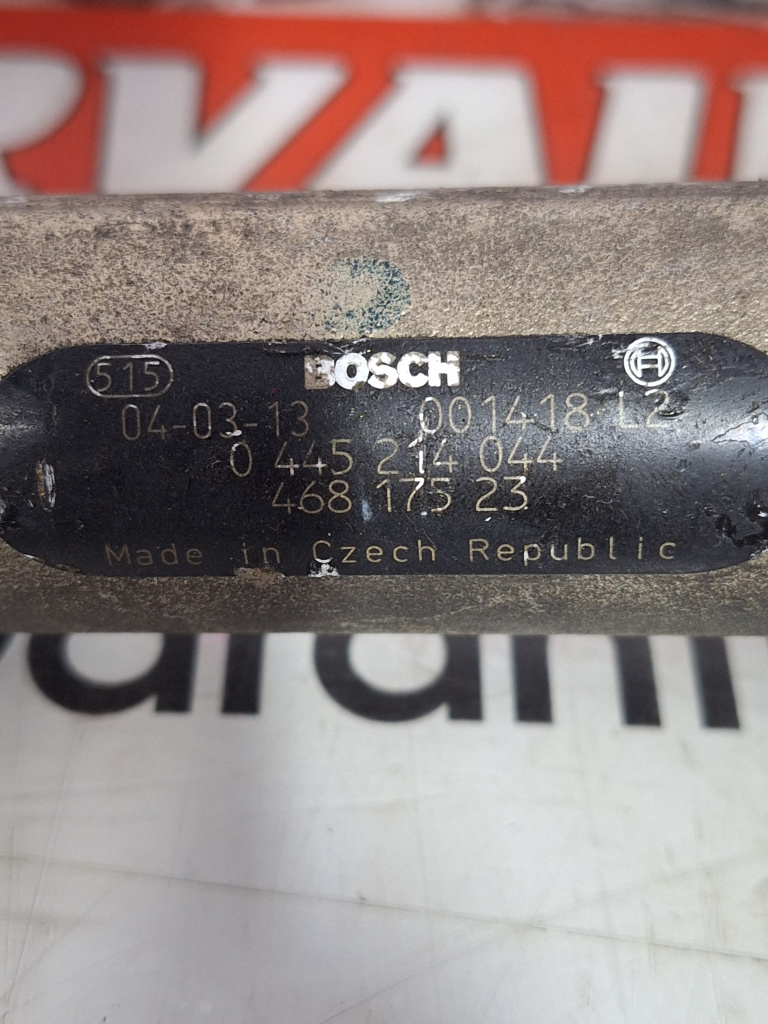 515 BOSCH
04-03-13 001418 L2
0 445 214 044
468 175 23
Made in Czech Republic